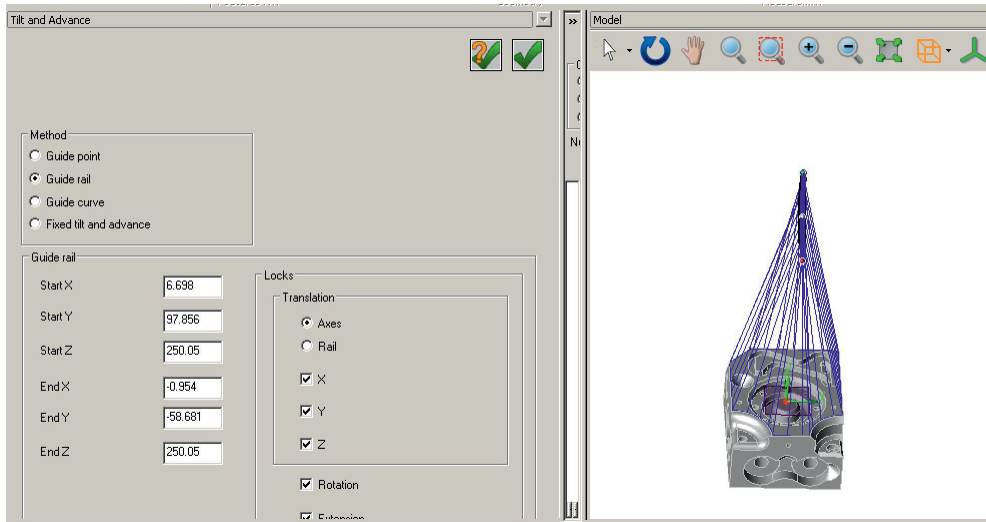 Tilt and Advance
Method
Guide point
Guide rail
Guide curve
Fixed tilt and advance
Guide rail
Start X 6.698
Start Y 97.856
Start Z 250.05
End X -0.954
End Y -58.681
End Z 250.05
Locks
Translation
Axes
Rail
X
Y
Z
Rotation
Extension
»
Model